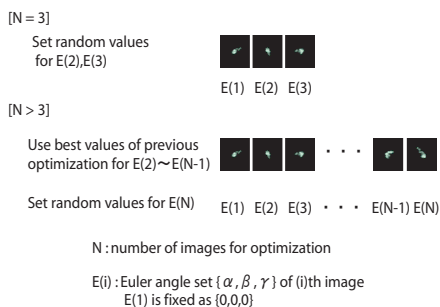 [N = 3]
Set random values
for E(2),E(3)
E(1) E(2) E(3)
[N > 3]
Use best values of previous
optimization for E(2)~E(N-1)
· · ·
Set random values for E(N)
E(1) E(2) E(3) · · · E(N-1) E(N)
N : number of images for optimization
E(i) : Euler angle set { α , β , γ } of (i)th image
E(1) is fixed as {0,0,0}